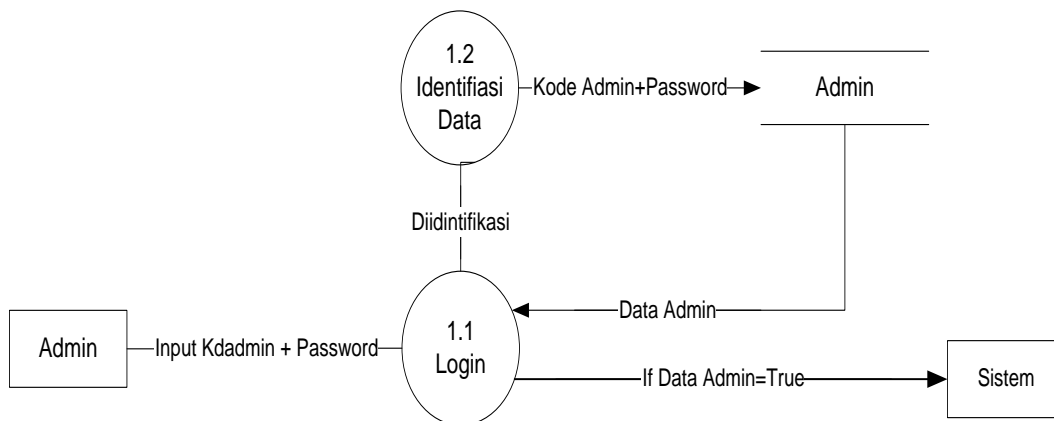 1.2
Identifiasi
Data
Kode Admin+Password
Admin
Diidintifikasi
Data Admin
Admin
Input Kdadmin + Password
1.1
Login
If Data Admin=True
Sistem